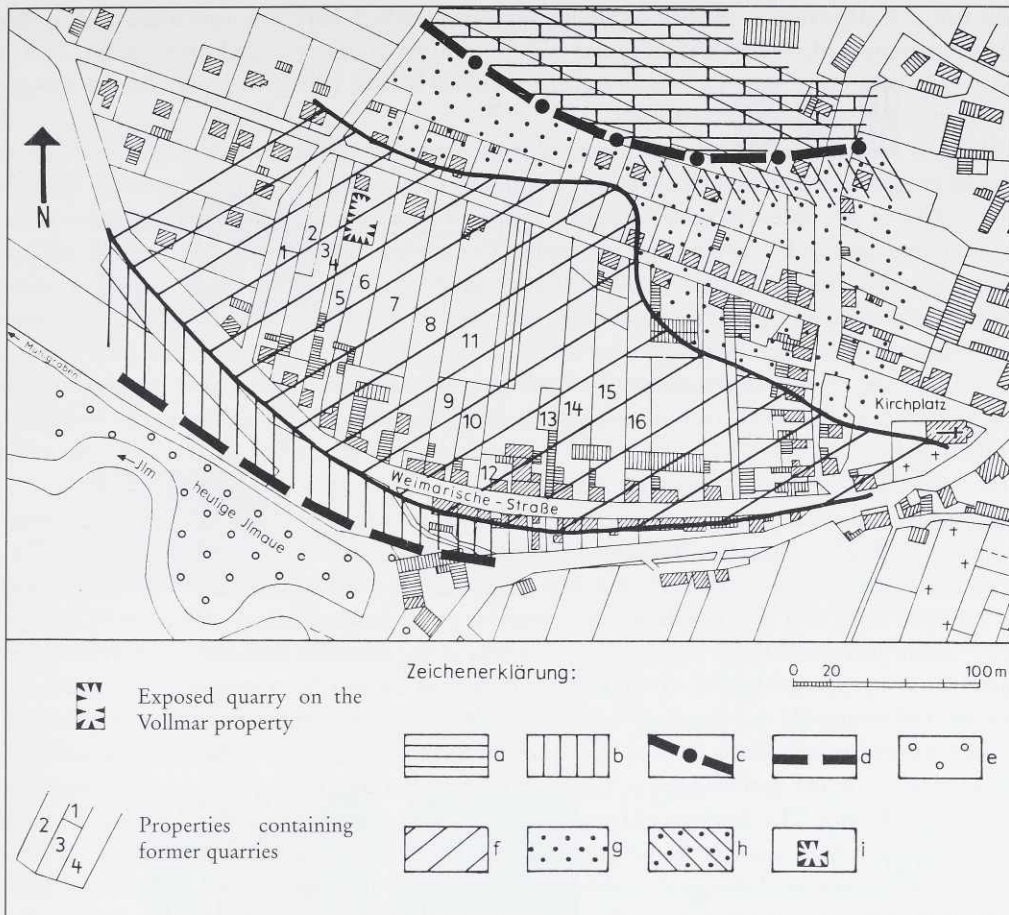 N
1
2
3
4
5
6
7
8
11
9
10
13
14
15
16
12
Kirchplatz
Weimarische-Straße
Mühlgraben
Jlm
heutige Jlmaue
Zeichenerklärung:
0 20 100 m
Exposed quarry on the
Vollmar property
a
b
c
d
e
1
2
3
4
Properties containing
former quarries
f
g
h
i